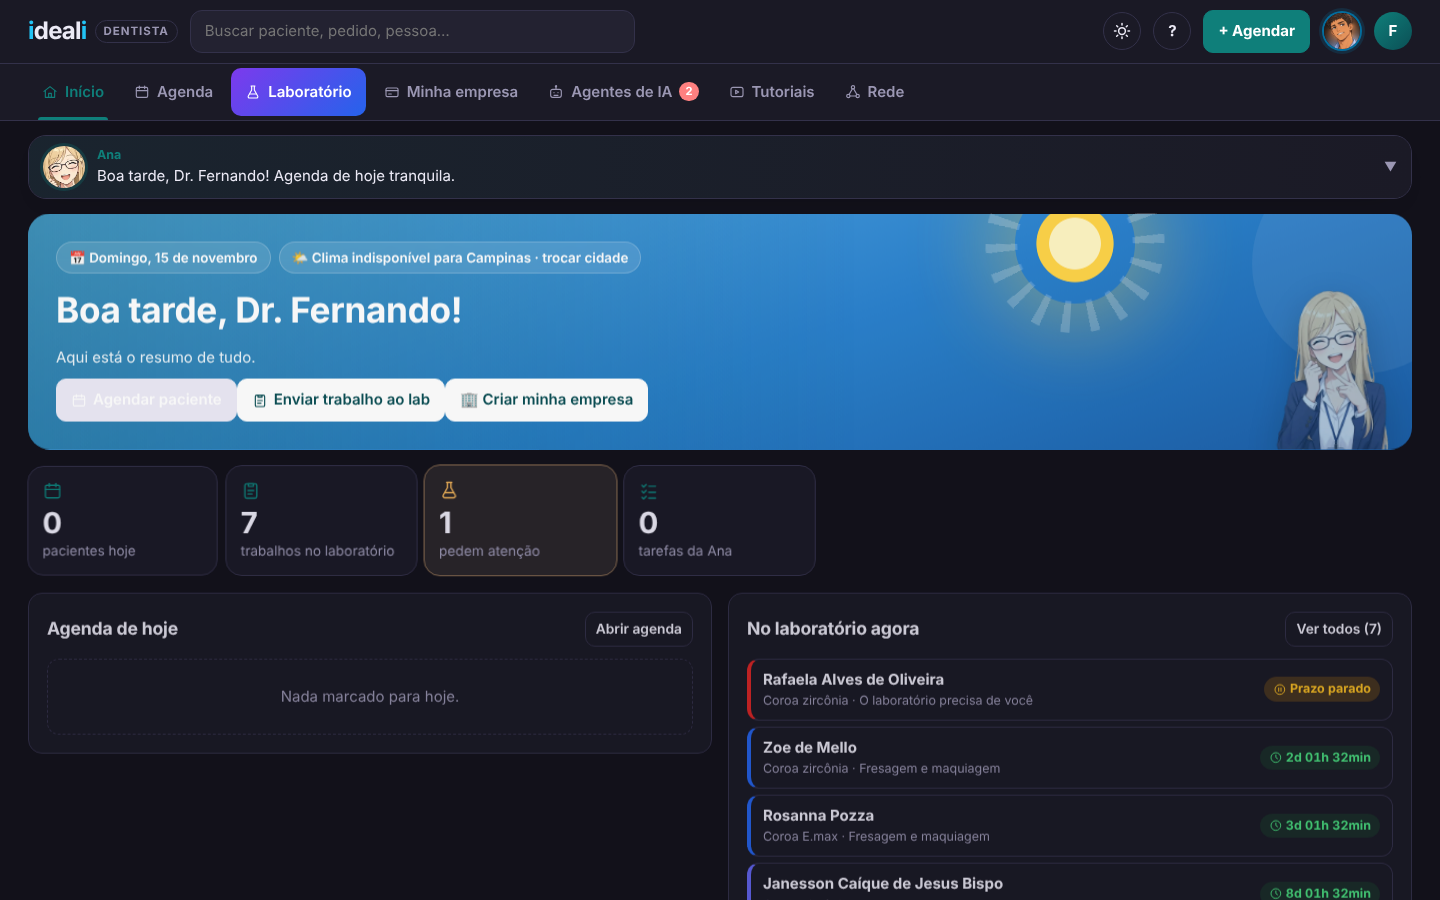 ideali DENTISTA Buscar paciente, pedido, pessoa... ? + Agendar F
Início Agenda Laboratório Minha empresa Agentes de IA 2 Tutoriais Rede
Ana
Boa tarde, Dr. Fernando! Agenda de hoje tranquila.
Domingo, 15 de novembro Clima indisponível para Campinas · trocar cidade
Boa tarde, Dr. Fernando!
Aqui está o resumo de tudo.
Agendar paciente Enviar trabalho ao lab Criar minha empresa
0
pacientes hoje
7
trabalhos no laboratório
1
pedem atenção
0
tarefas da Ana
Agenda de hoje Abrir agenda
Nada marcado para hoje.
No laboratório agora Ver todos (7)
Rafaela Alves de Oliveira
Coroa zircônia · O laboratório precisa de você
Prazo parado
Zoe de Mello
Coroa zircônia · Fresagem e maquiagem
2d 01h 32min
Rosanna Pozza
Coroa E.max · Fresagem e maquiagem
3d 01h 32min
Janesson Caíque de Jesus Bispo
8d 01h 32min